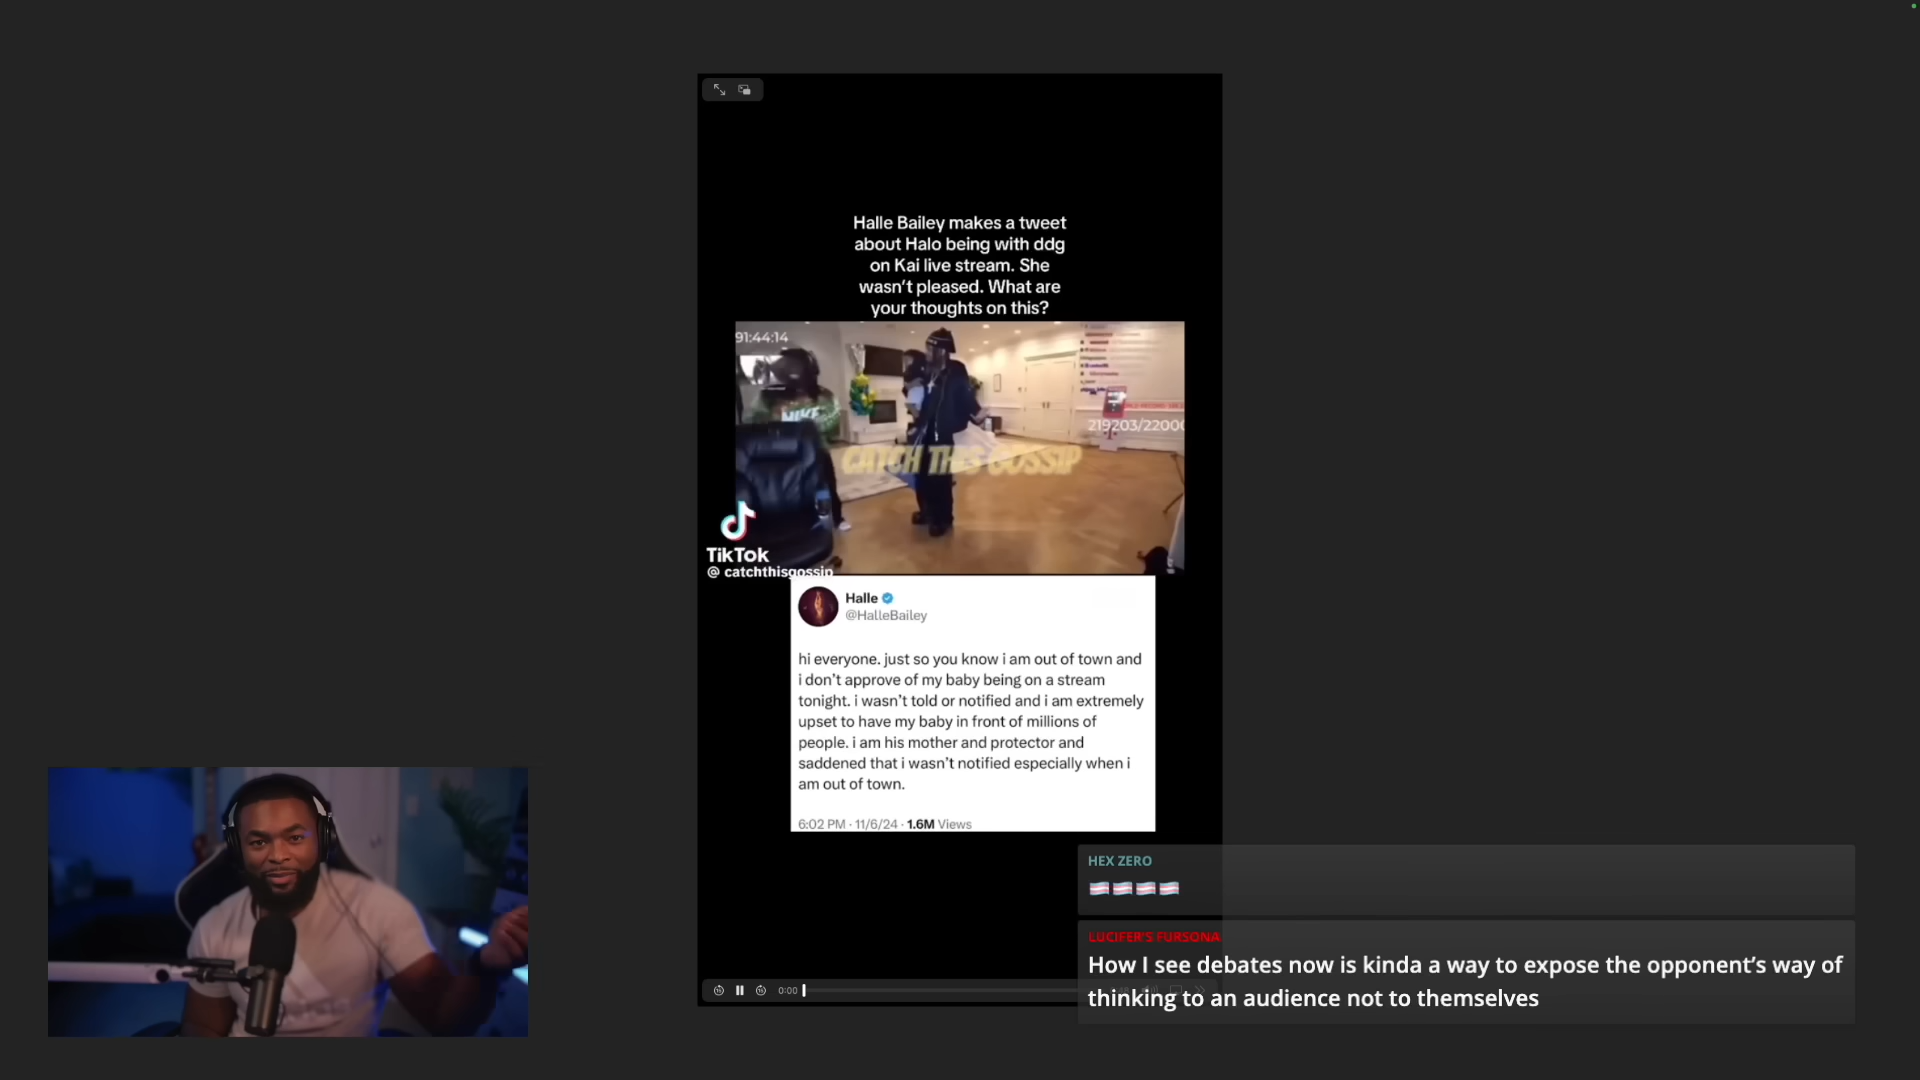 Halle Bailey makes a tweet
about Halo being with ddg
on Kai live stream. She
wasn't pleased. What are
your thoughts on this?
91:44:14
219203/2200
CATCH THIS GOSSIP
TikTok
@ catchthisgossip
Halle
@HalleBailey
hi everyone. just so you know i am out of town and
i don't approve of my baby being on a stream
tonight. i wasn't told or notified and i am extremely
upset to have my baby in front of millions of
people. i am his mother and protector and
saddened that i wasn't notified especially when i
am out of town.
6:02 PM · 11/6/24 · 1.6M Views
0:00
HEX ZERO
LUCIFER'S FURSONA
How I see debates now is kinda a way to expose the opponent's way of
thinking to an audience not to themselves